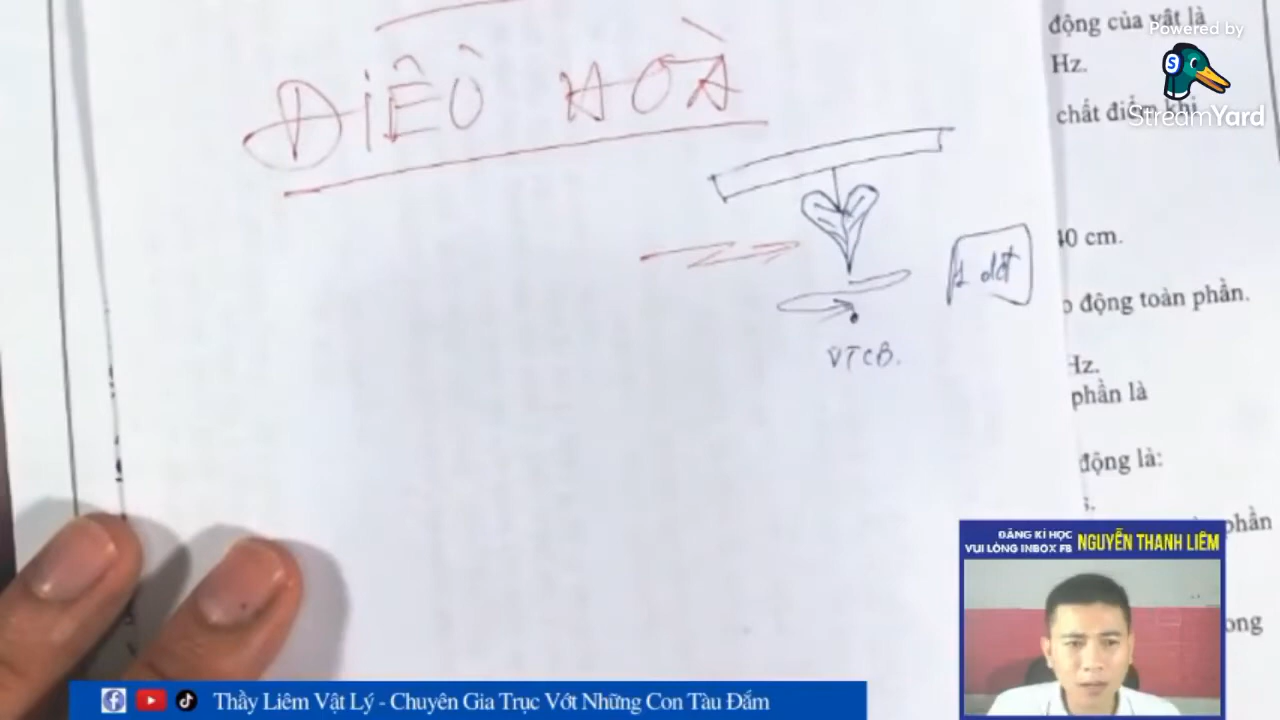 ĐIỀU HOÀ
1 dđ
VTCB.
động của vật là
Hz.
chất điểm khi
Powered by
StreamYard
40 cm.
động toàn phần.
Hz.
phần là
động là:
phần
ĐĂNG KÍ HỌC
VUI LÒNG INBOX FB NGUYỄN THANH LIÊM
Thầy Liêm Vật Lý - Chuyên Gia Trục Vớt Những Con Tàu Đắm